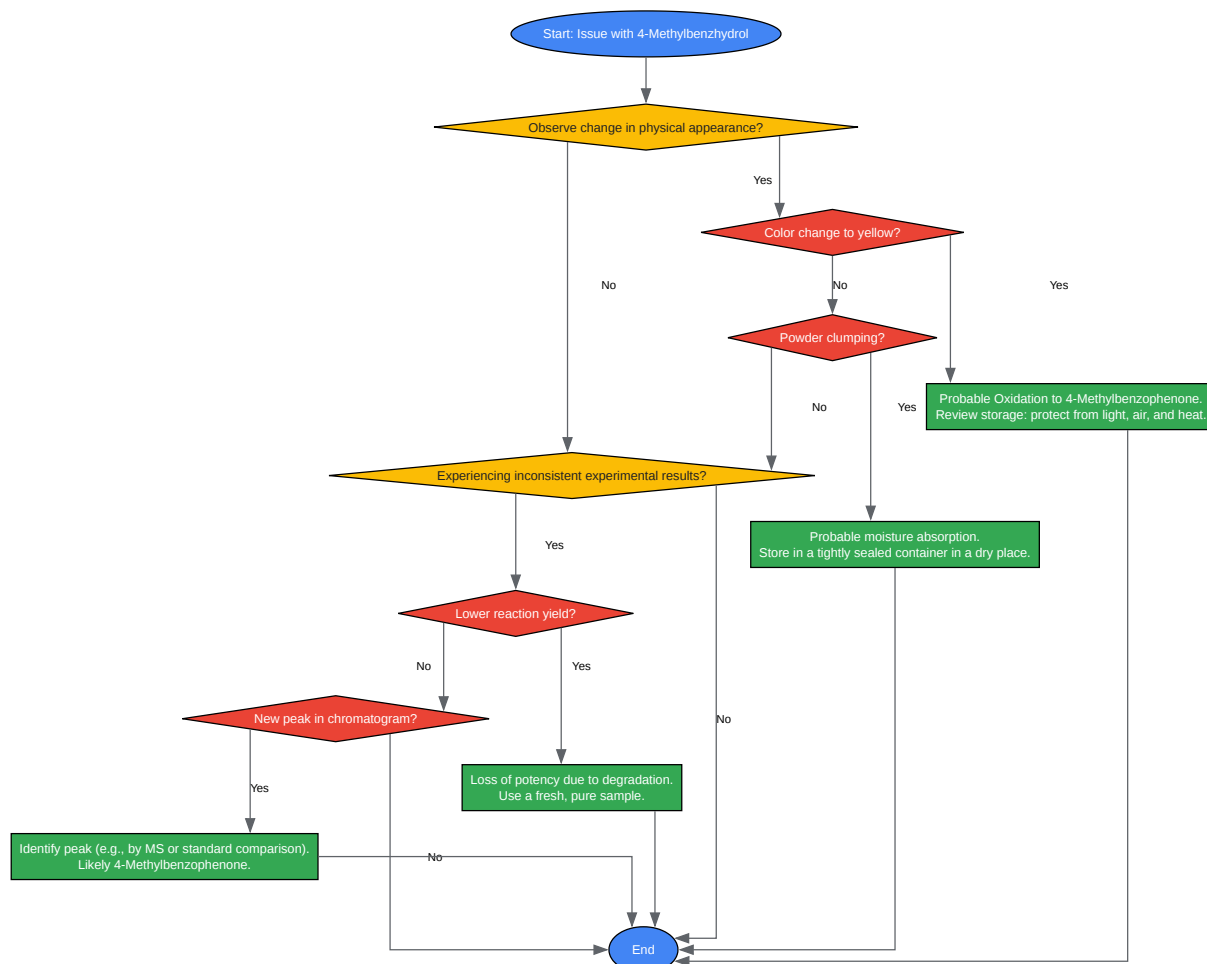 Start: Issue with 4-Methylbenzhydrol
Observe change in physical appearance?
Yes
Color change to yellow?
No
No
Yes
Powder clumping?
Probable Oxidation to 4-Methylbenzophenone.
Review storage: protect from light, air, and heat.
No
Yes
Experiencing inconsistent experimental results?
Probable moisture absorption.
Store in a tightly sealed container in a dry place.
Yes
Lower reaction yield?
No
Yes
New peak in chromatogram?
No
Loss of potency due to degradation.
Use a fresh, pure sample.
Yes
Identify peak (e.g., by MS or standard comparison).
Likely 4-Methylbenzophenone.
No
End